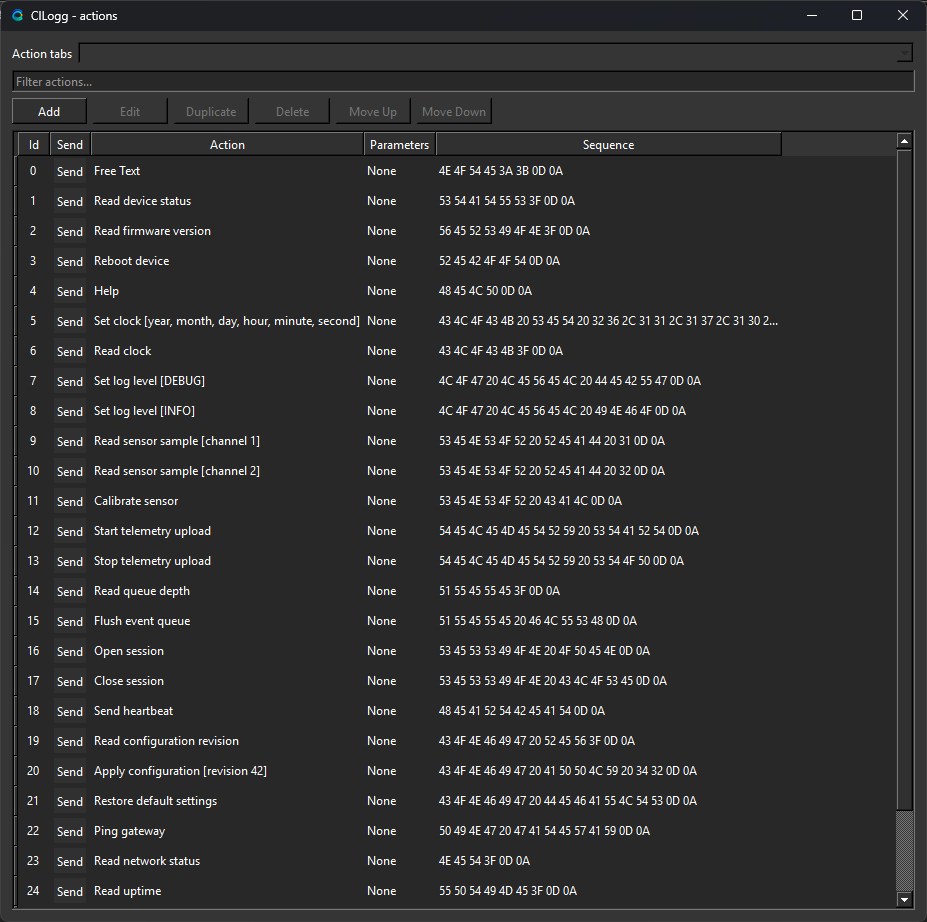 CILogg - actions
Action tabs
Filter actions...
Add Edit Duplicate Delete Move Up Move Down
Id Send Action Parameters Sequence
0 Send Free Text None 4E 4F 54 45 3A 3B 0D 0A
1 Send Read device status None 53 54 41 54 55 53 3F 0D 0A
2 Send Read firmware version None 56 45 52 53 49 4F 4E 3F 0D 0A
3 Send Reboot device None 52 45 42 4F 4F 54 0D 0A
4 Send Help None 48 45 4C 50 0D 0A
5 Send Set clock [year, month, day, hour, minute, second] None 43 4C 4F 43 4B 20 53 45 54 20 32 36 2C 31 31 2C 31 37 2C 31 30 2...
6 Send Read clock None 43 4C 4F 43 4B 3F 0D 0A
7 Send Set log level [DEBUG] None 4C 4F 47 20 4C 45 56 45 4C 20 44 45 42 55 47 0D 0A
8 Send Set log level [INFO] None 4C 4F 47 20 4C 45 56 45 4C 20 49 4E 46 4F 0D 0A
9 Send Read sensor sample [channel 1] None 53 45 4E 53 4F 52 20 52 45 41 44 20 31 0D 0A
10 Send Read sensor sample [channel 2] None 53 45 4E 53 4F 52 20 52 45 41 44 20 32 0D 0A
11 Send Calibrate sensor None 53 45 4E 53 4F 52 20 43 41 4C 0D 0A
12 Send Start telemetry upload None 54 45 4C 45 4D 45 54 52 59 20 53 54 41 52 54 0D 0A
13 Send Stop telemetry upload None 54 45 4C 45 4D 45 54 52 59 20 53 54 4F 50 0D 0A
14 Send Read queue depth None 51 55 45 55 45 3F 0D 0A
15 Send Flush event queue None 51 55 45 55 45 20 46 4C 55 53 48 0D 0A
16 Send Open session None 53 45 53 53 49 4F 4E 20 4F 50 45 4E 0D 0A
17 Send Close session None 53 45 53 53 49 4F 4E 20 43 4C 4F 53 45 0D 0A
18 Send Send heartbeat None 48 45 41 52 54 42 45 41 54 0D 0A
19 Send Read configuration revision None 43 4F 4E 46 49 47 20 52 45 56 3F 0D 0A
20 Send Apply configuration [revision 42] None 43 4F 4E 46 49 47 20 41 50 50 4C 59 20 34 32 0D 0A
21 Send Restore default settings None 43 4F 4E 46 49 47 20 44 45 46 41 55 4C 54 53 0D 0A
22 Send Ping gateway None 50 49 4E 47 20 47 41 54 45 57 41 59 0D 0A
23 Send Read network status None 4E 45 54 3F 0D 0A
24 Send Read uptime None 55 50 54 49 4D 45 3F 0D 0A